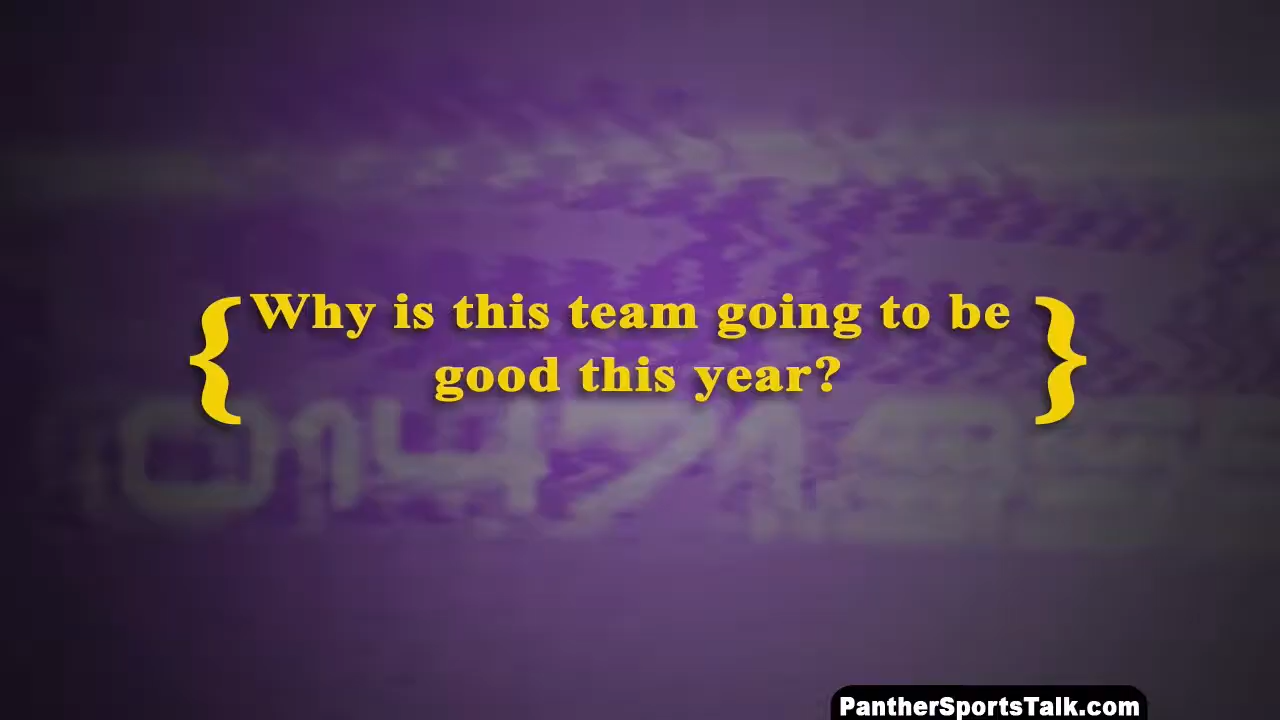 { Why is this team going to be
good this year? }
PantherSportsTalk.com